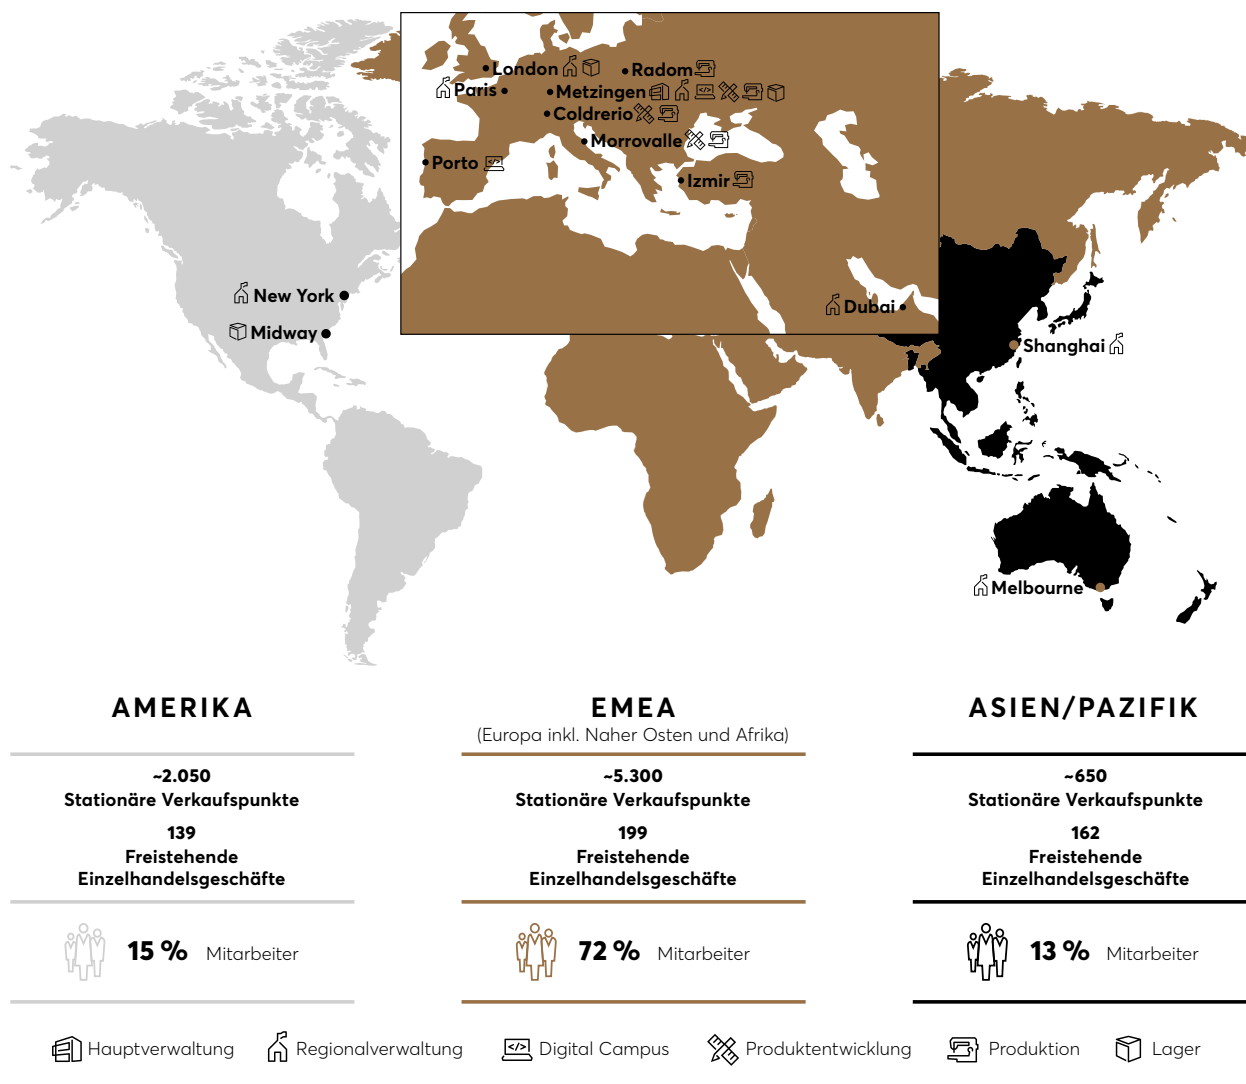 London
Radom
Paris
Metzingen
Coldrerio
Morrovalle
Porto
Izmir
New York
Dubai
Midway
Shanghai
Melbourne
AMERIKA
~2.050
Stationäre Verkaufspunkte
139
Freistehende
Einzelhandelsgeschäfte
15 % Mitarbeiter
EMEA
(Europa inkl. Naher Osten und Afrika)
~5.300
Stationäre Verkaufspunkte
199
Freistehende
Einzelhandelsgeschäfte
72 % Mitarbeiter
ASIEN/PAZIFIK
~650
Stationäre Verkaufspunkte
162
Freistehende
Einzelhandelsgeschäfte
13 % Mitarbeiter
Hauptverwaltung Regionalverwaltung Digital Campus Produktentwicklung Produktion Lager